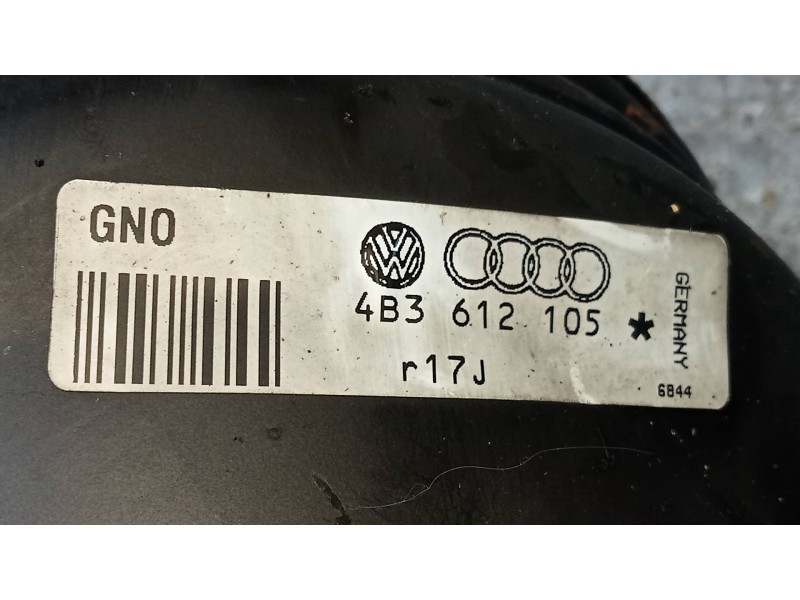 GNO
4B3 612 105 *
r17J
GERMANY
6844